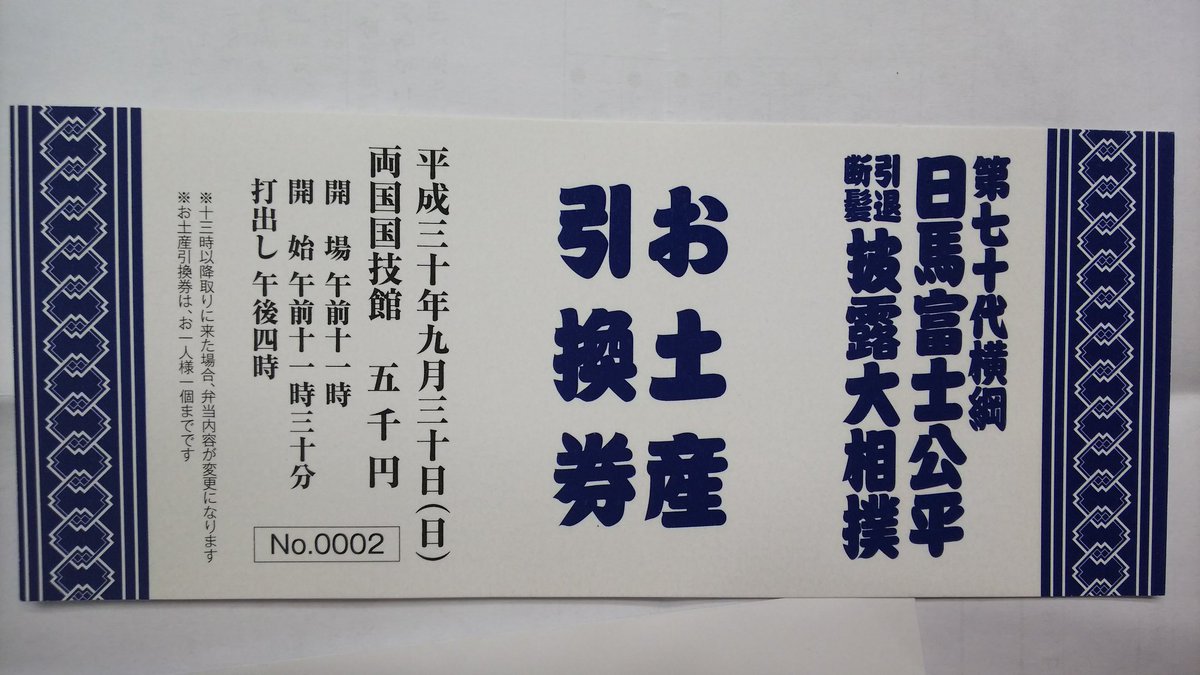 第七十代横綱
日馬富士公平
引退
断髪
披露大相撲
お土産
引換券
平成三十年九月三十日(日)
両国国技館 五千円
開場 午前十一時
開始 午前十一時三十分
打出し 午後四時
※十三時以降取りに来た場合、弁当内容が変更になります
※お土産引換券は、お一人様一個までです
No.0002